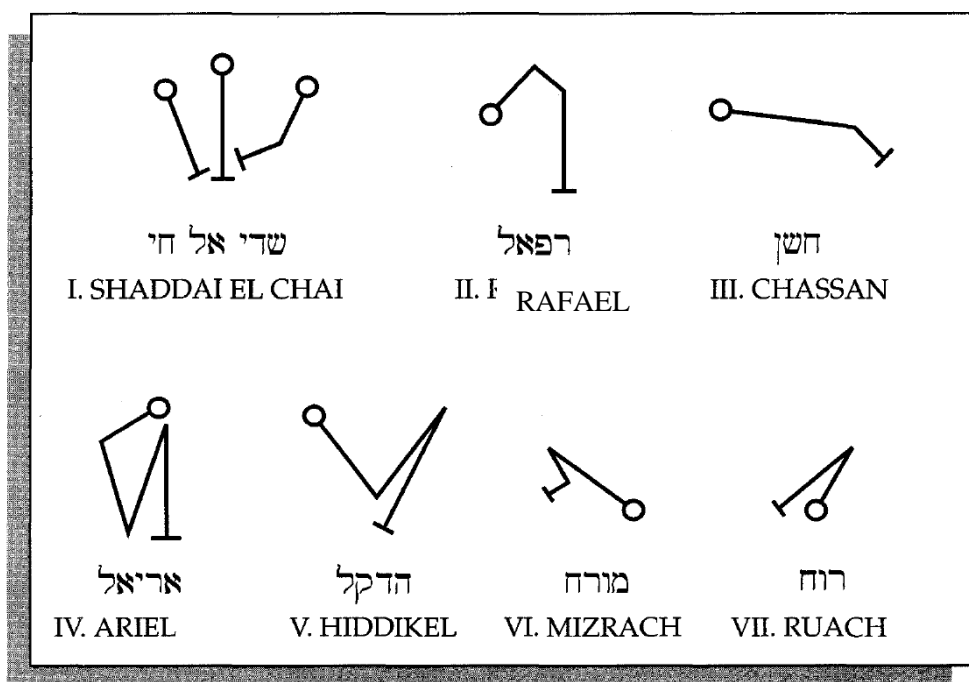 שדי אל חי
רפאל
חשן
I. SHADDAI EL CHAI
II.
RAFAEL
III. CHASSAN
אריאל
הדקל
מורח
רוח
IV. ARIEL
V. HIDDIKEL
VI. MIZRACH
VII. RUACH